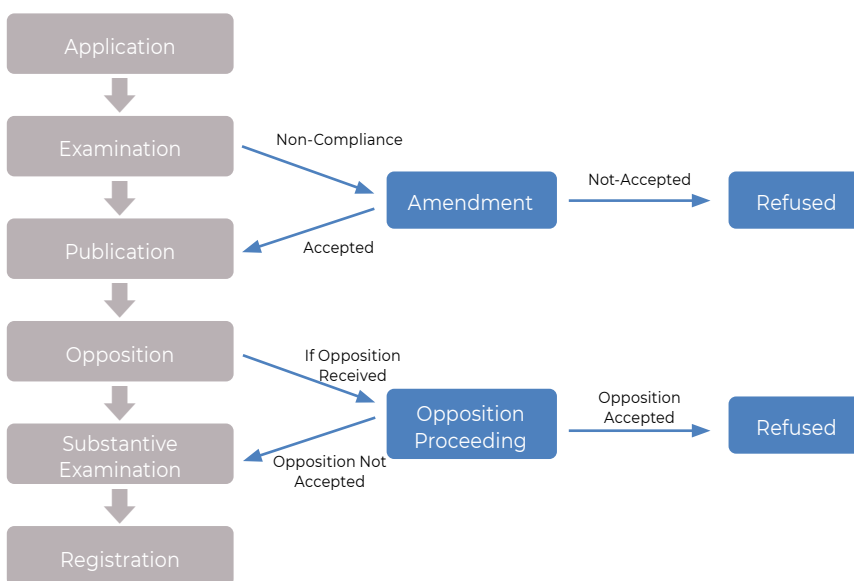 Application
Examination
Non-Compliance
Amendment
Not-Accepted
Refused
Accepted
Publication
Opposition
If Opposition
Received
Opposition
Proceeding
Opposition
Accepted
Refused
Opposition Not
Accepted
Substantive
Examination
Registration